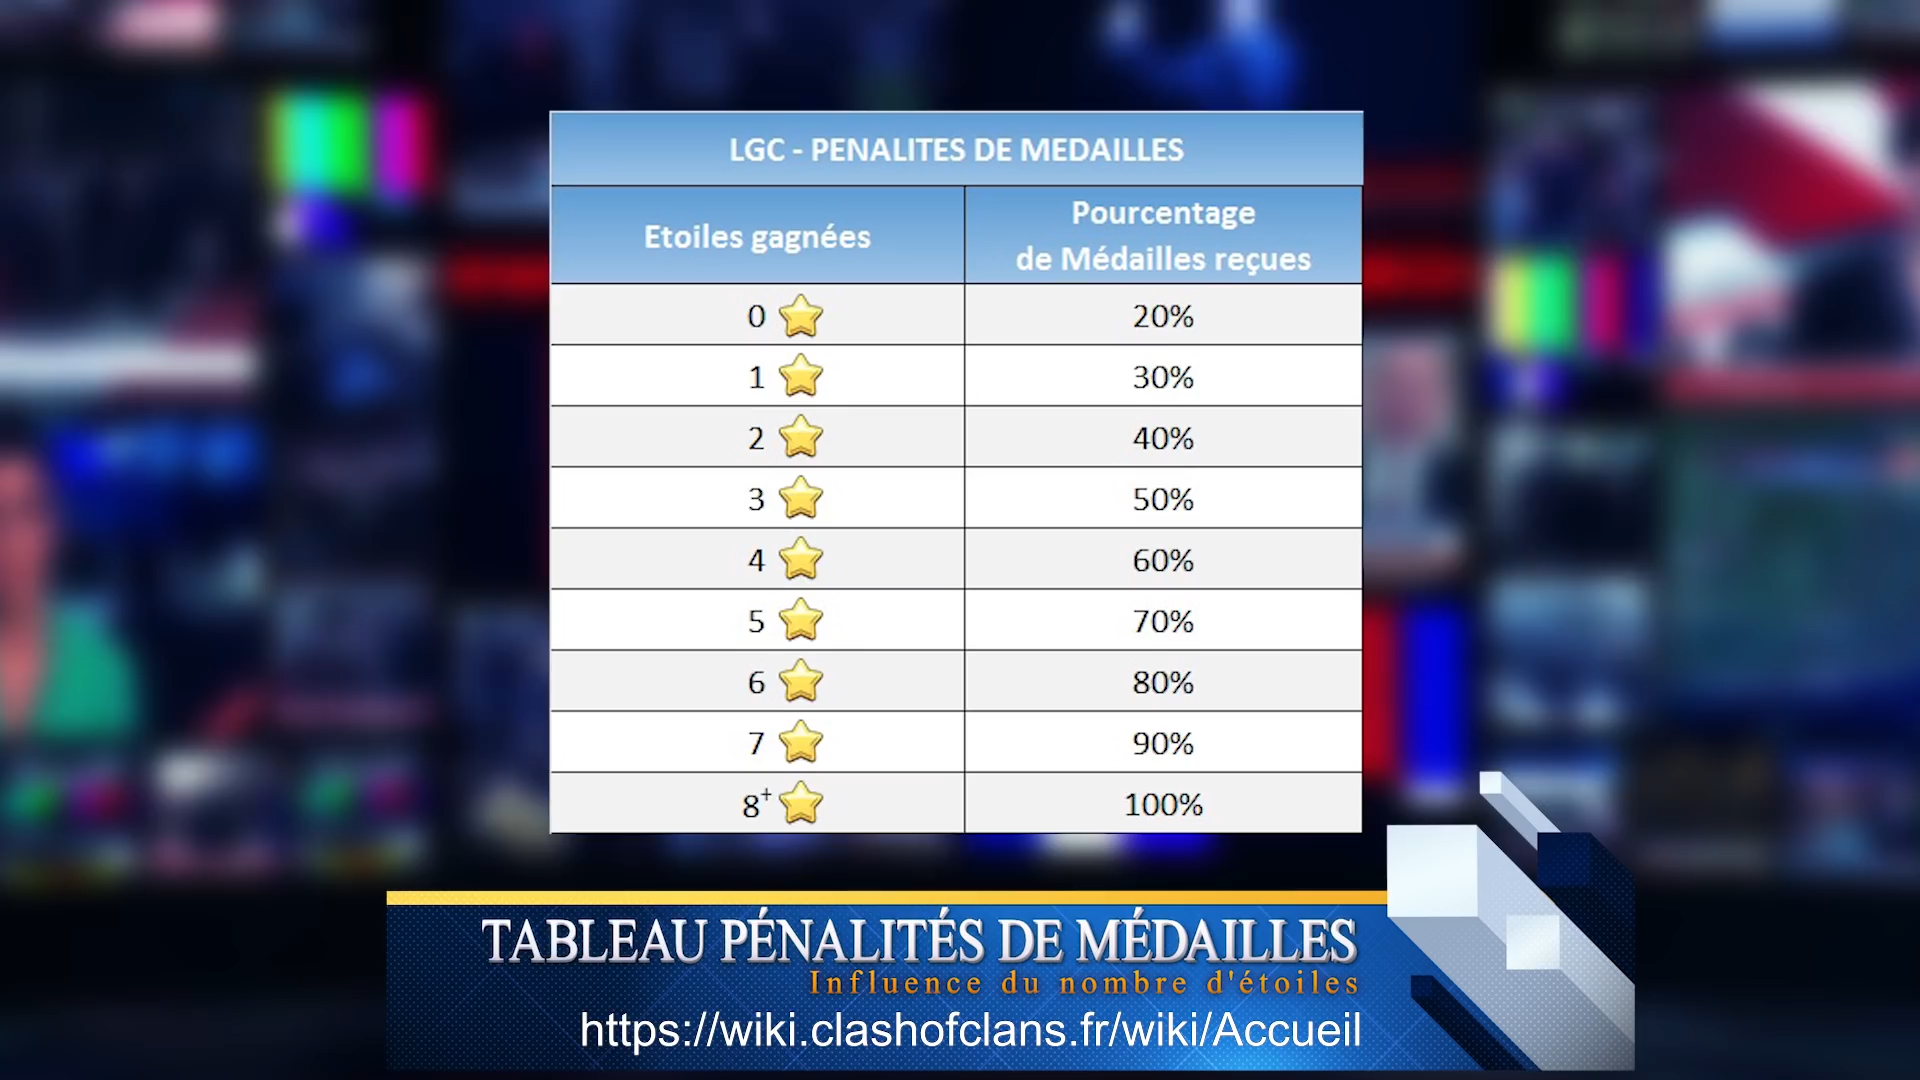 LGC - PENALITES DE MEDAILLES
Etoiles gagnées
Pourcentage
de Médailles reçues
0 20%
1 30%
2 40%
3 50%
4 60%
5 70%
6 80%
7 90%
8+ 100%
TABLEAU PÉNALITÉS DE MÉDAILLES
Influence du nombre d'étoiles
https://wiki.clashofclans.fr/wiki/Accueil